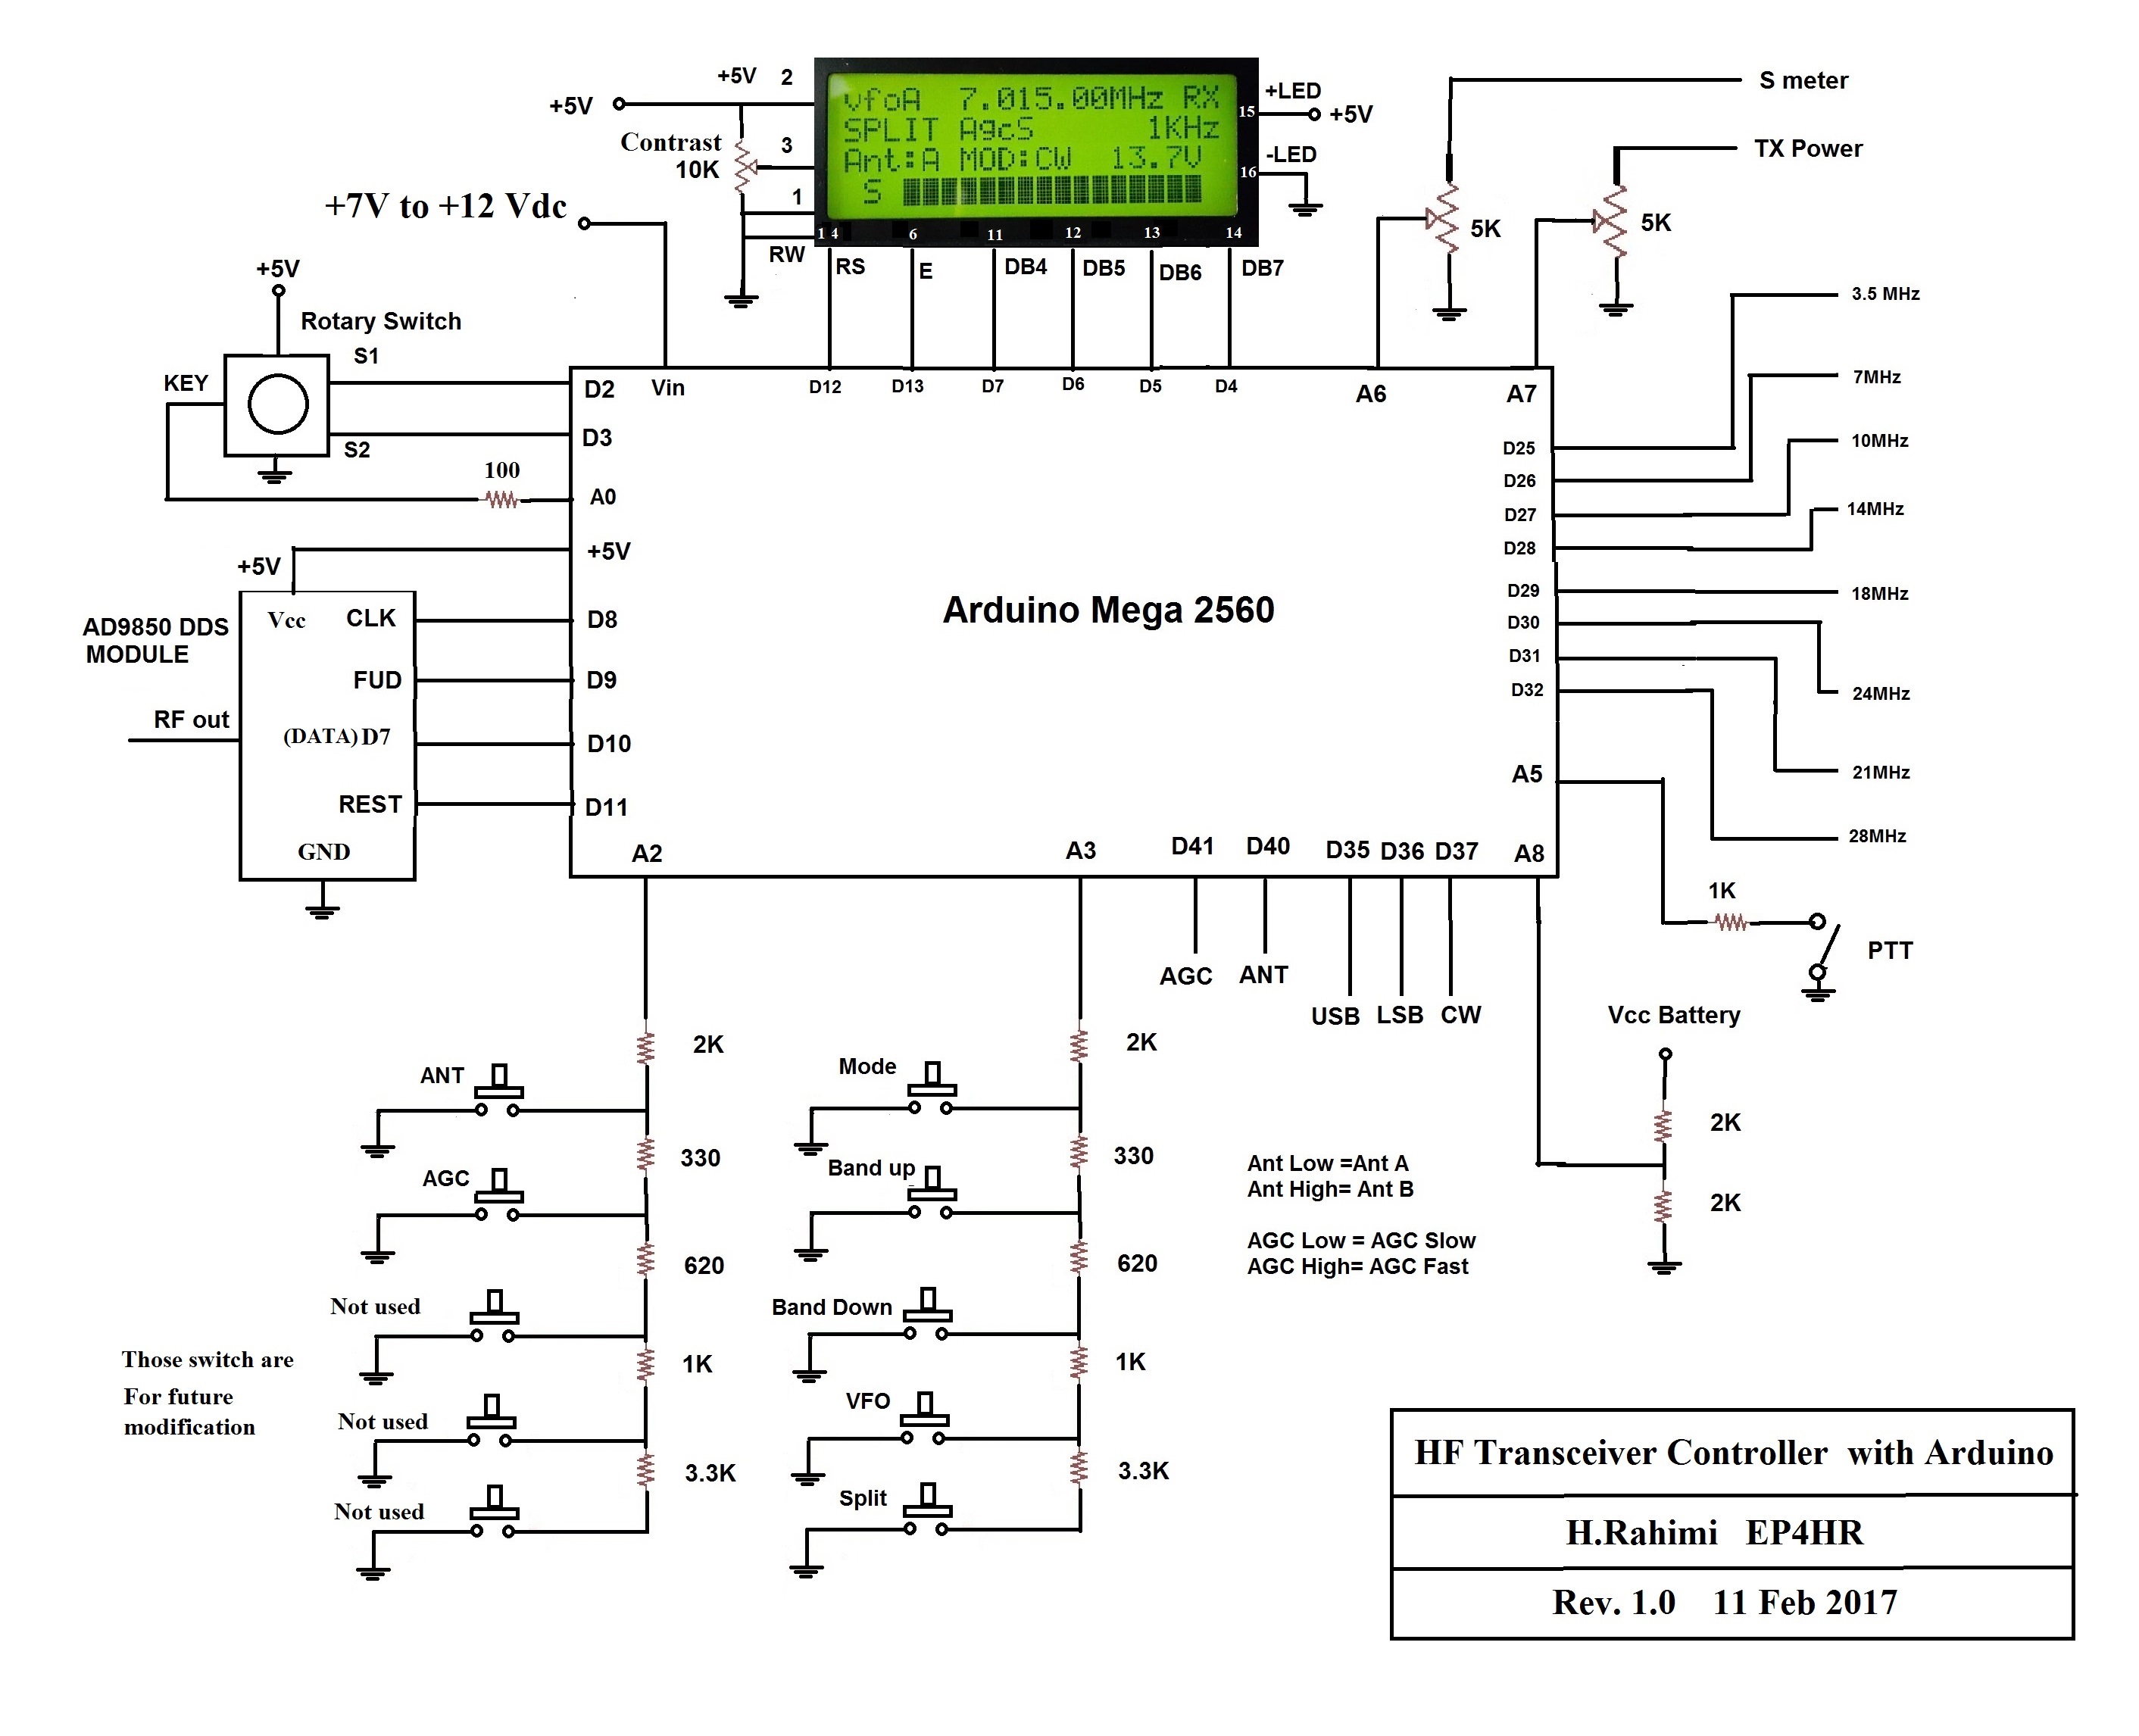 +5V 2
+5V
Contrast
10K
3
1
RW
vfoA 7.015.00MHz RX
SPLIT AgcS 1KHz
Ant:A MOD:CW 13.7V
S
15
16
1 4 6 11 12 13 14
+LED
+5V
-LED
RS E DB4 DB5 DB6 DB7
S meter
TX Power
5K
5K
+7V to +12 Vdc
+5V
Rotary Switch
S1
KEY
S2
100
D2
D3
A0
+5V
D8
D9
D10
D11
Vin D12 D13 D7 D6 D5 D4 A6 A7
Arduino Mega 2560
D25
D26
D27
D28
D29
D30
D31
D32
A5
3.5 MHz
7MHz
10MHz
14MHz
18MHz
24MHz
21MHz
28MHz
+5V
AD9850 DDS
MODULE
RF out
Vcc CLK
FUD
(DATA) D7
REST
GND
A2 A3 D41 D40 D35 D36 D37 A8
AGC ANT
USB LSB CW
1K
PTT
Vcc Battery
2K
2K
2K
ANT
330
AGC
620
Not used
1K
Not used
3.3K
Not used
Those switch are
For future
modification
2K
Mode
330
Band up
620
Band Down
1K
VFO
3.3K
Split
Ant Low =Ant A
Ant High= Ant B
AGC Low = AGC Slow
AGC High= AGC Fast
HF Transceiver Controller with Arduino
H.Rahimi EP4HR
Rev. 1.0 11 Feb 2017